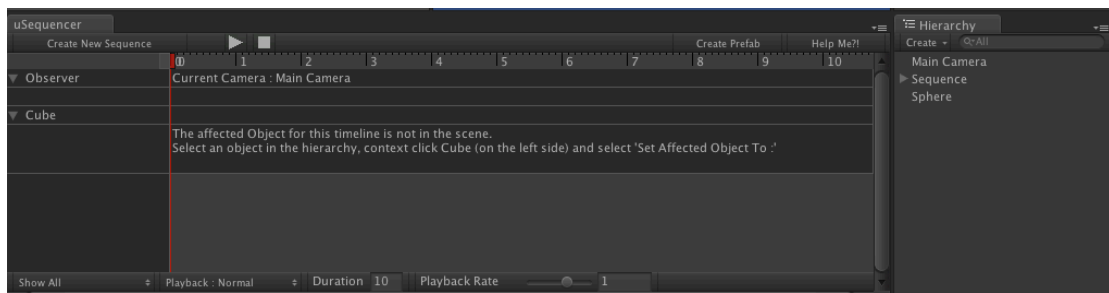 uSequencer
Create New Sequence
Create Prefab
Help Me?!
0 1 2 3 4 5 6 7 8 9 10
Observer
Current Camera : Main Camera
Cube
The affected Object for this timeline is not in the scene.
Select an object in the hierarchy, context click Cube (on the left side) and select 'Set Affected Object To :'
Show All
Playback : Normal
Duration 10
Playback Rate 1
Hierarchy
Create
All
Main Camera
Sequence
Sphere